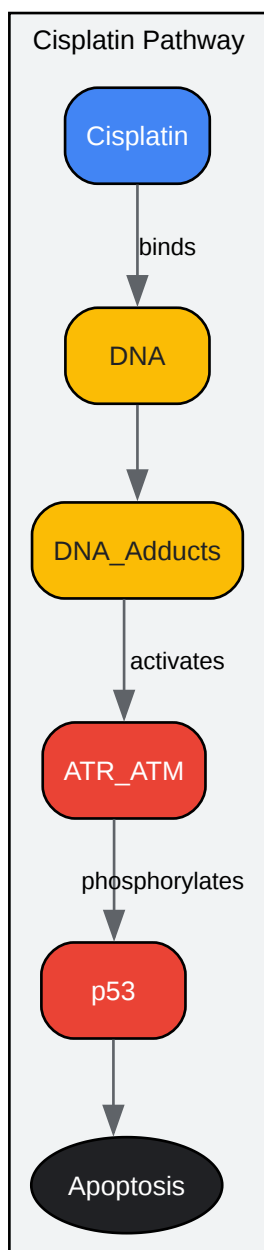 Cisplatin Pathway
Cisplatin
binds
DNA
DNA_Adducts
activates
ATR_ATM
phosphorylates
p53
Apoptosis